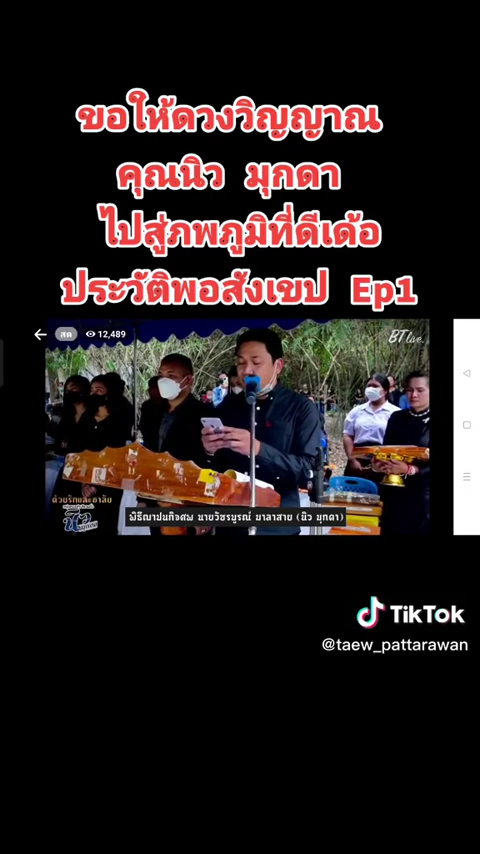 ขอให้ดวงวิญญาณ
คุณนิว มุกดา
ไปสู่ภพภูมิที่ดีเด้อ
ประวัติพอสังเขป Ep1
สด 12,489
BT live.
ด้วยรักและอาลัย
นิว
พิธีฌาปนกิจศพ นายวัชรบูรณ์ มาลาสาย (นิว มุกดา)
TikTok
@taew_pattarawan